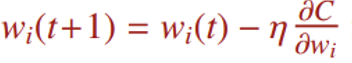 wᵢ(t+1) = wᵢ(t) − η ∂C/∂wᵢ